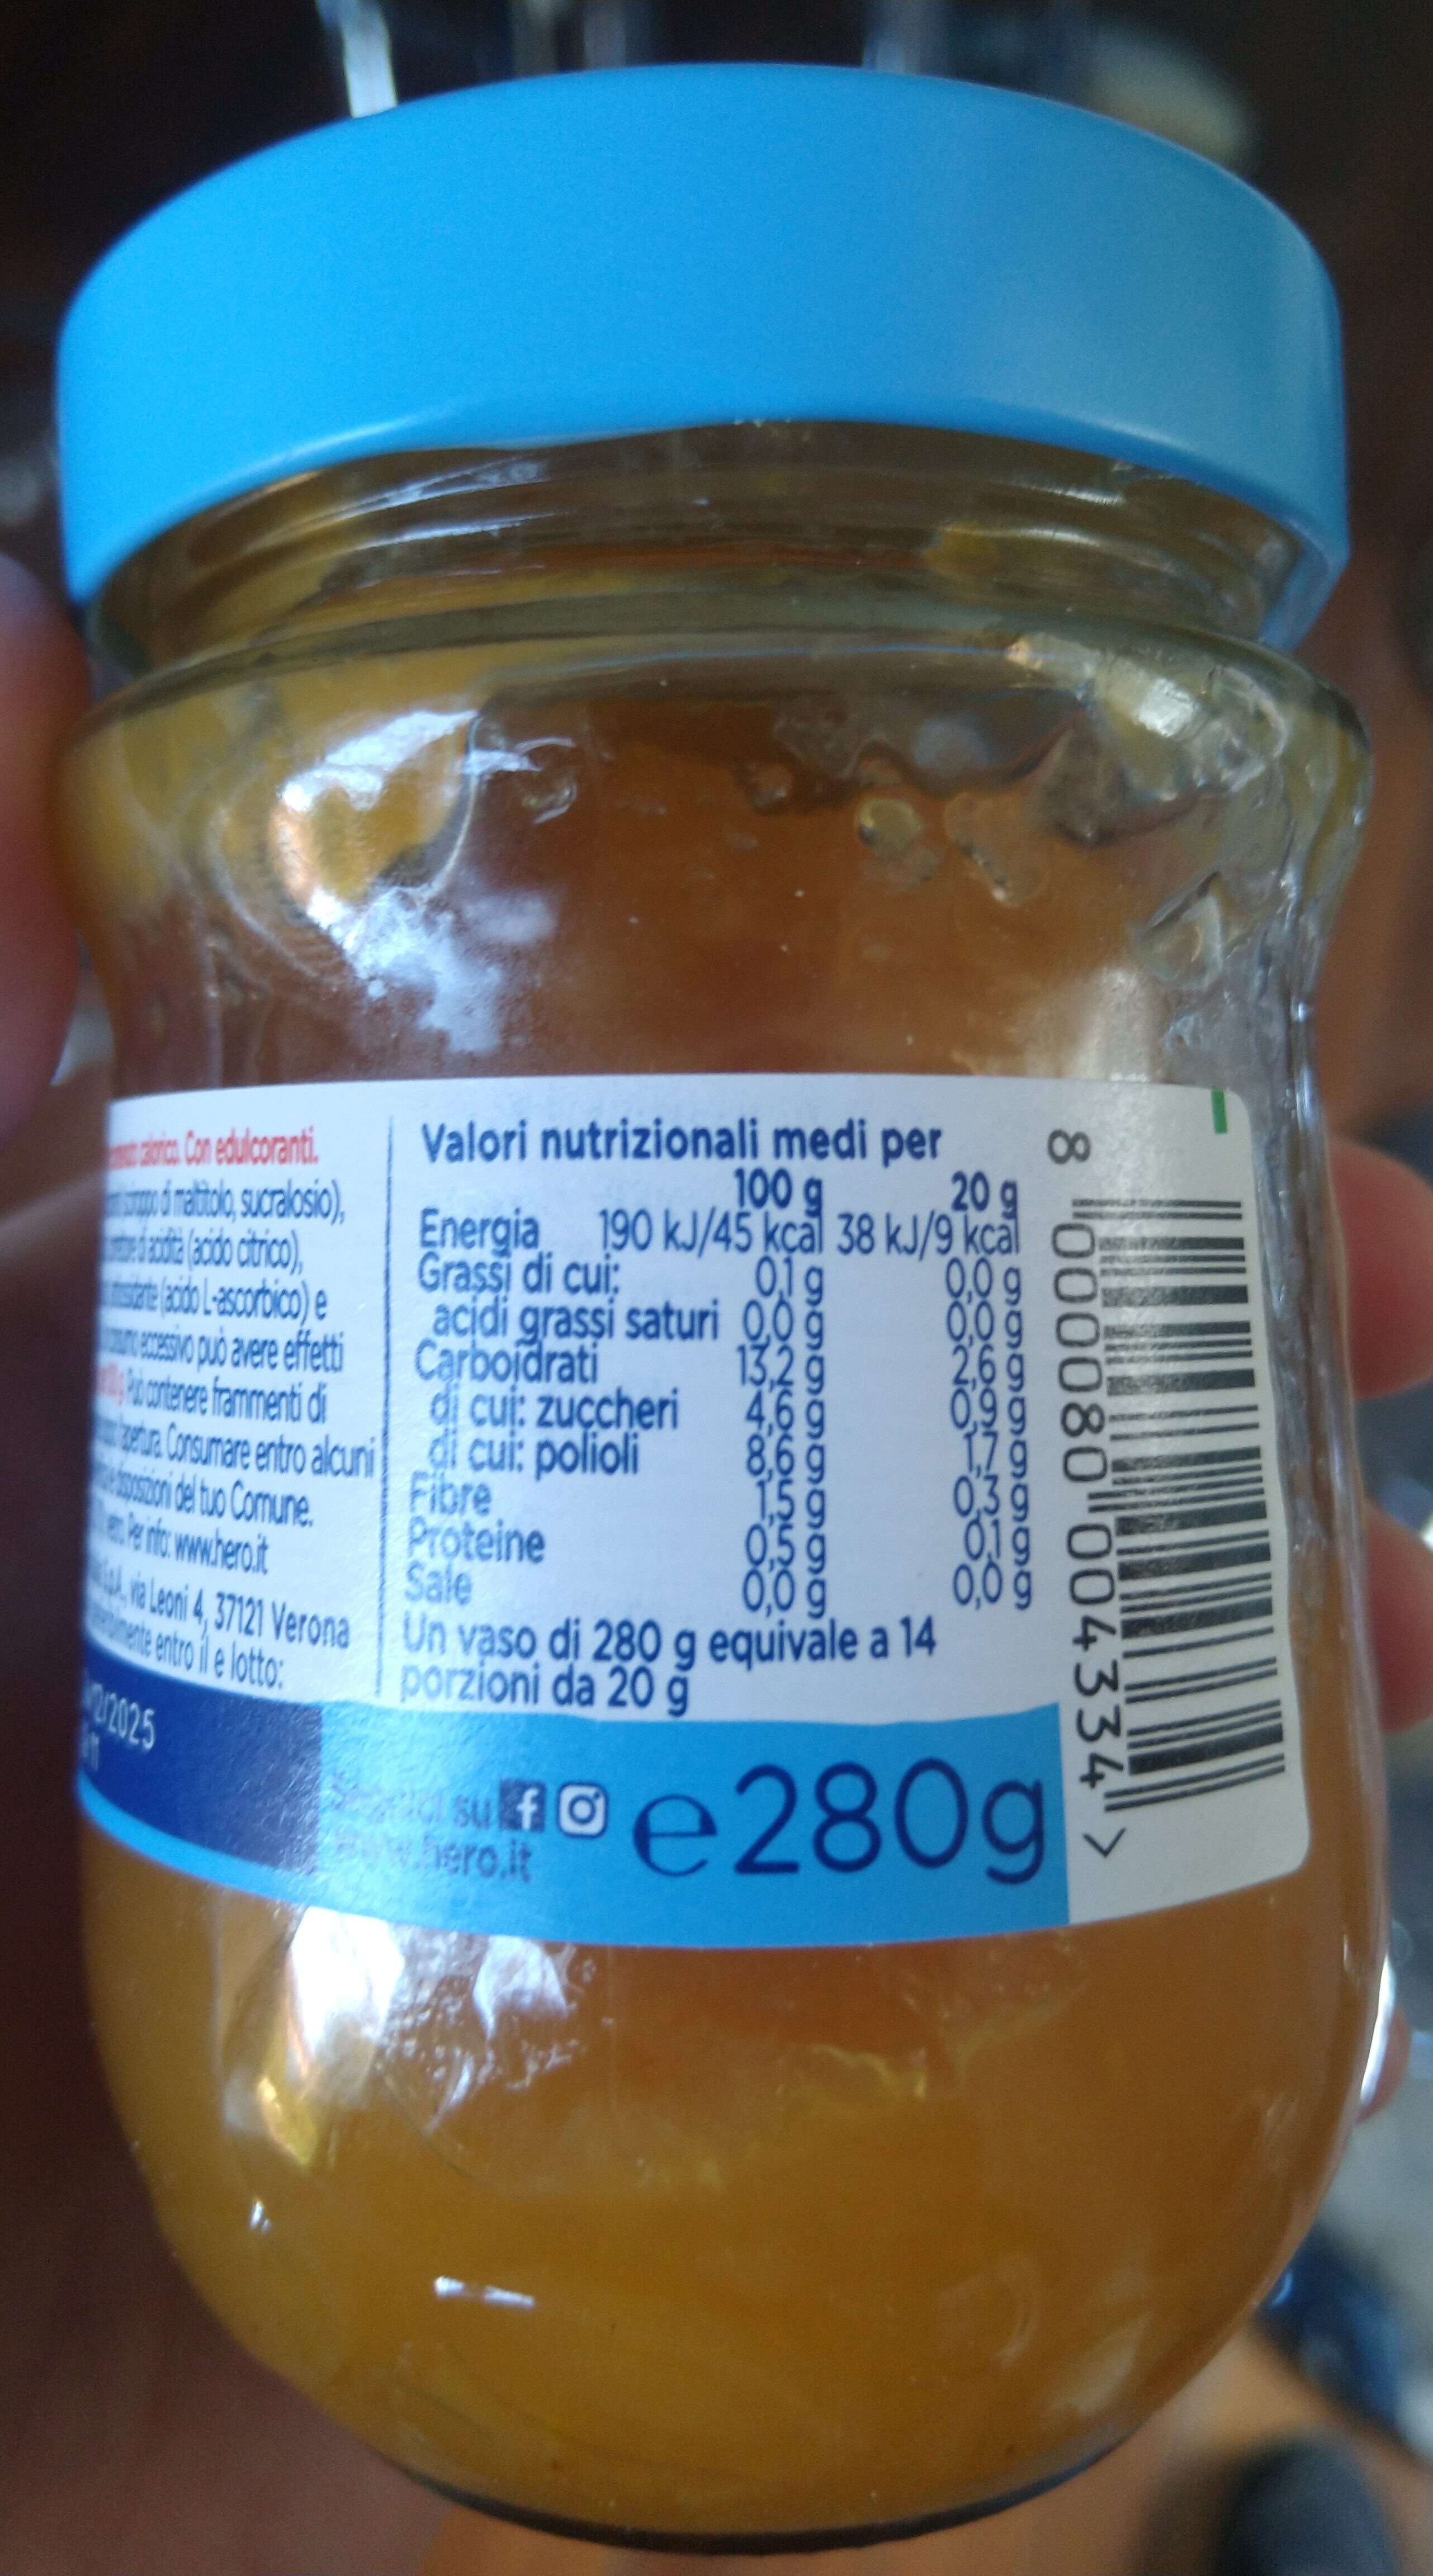 calorico. Con edulcoranti.
di maltitolo, sucralosio),
di acidità (acido citrico),
(acido L-ascorbico) e
eccessivo può avere effetti
Può contenere frammenti di
l'apertura. Consumare entro alcuni
disposizioni del tuo Comune.
Per info: www.hero.it
S.p.A., via Leoni 4, 37121 Verona
entro il e lotto:
2/2025
Valori nutrizionali medi per
100 g 20 g
Energia 190 kJ/45 kcal 38 kJ/9 kcal
Grassi di cui: 0,1 g 0,0 g
acidi grassi saturi 0,0 g 0,0 g
Carboidrati 13,2 g 2,6 g
di cui: zuccheri 4,6 g 0,9 g
di cui: polioli 8,6 g 1,7 g
Fibre 1,5 g 0,3 g
Proteine 0,5 g 0,1 g
Sale 0,0 g 0,0 g
Un vaso di 280 g equivale a 14
porzioni da 20 g
su
www.hero.it
e280g
8 000080 004334 >